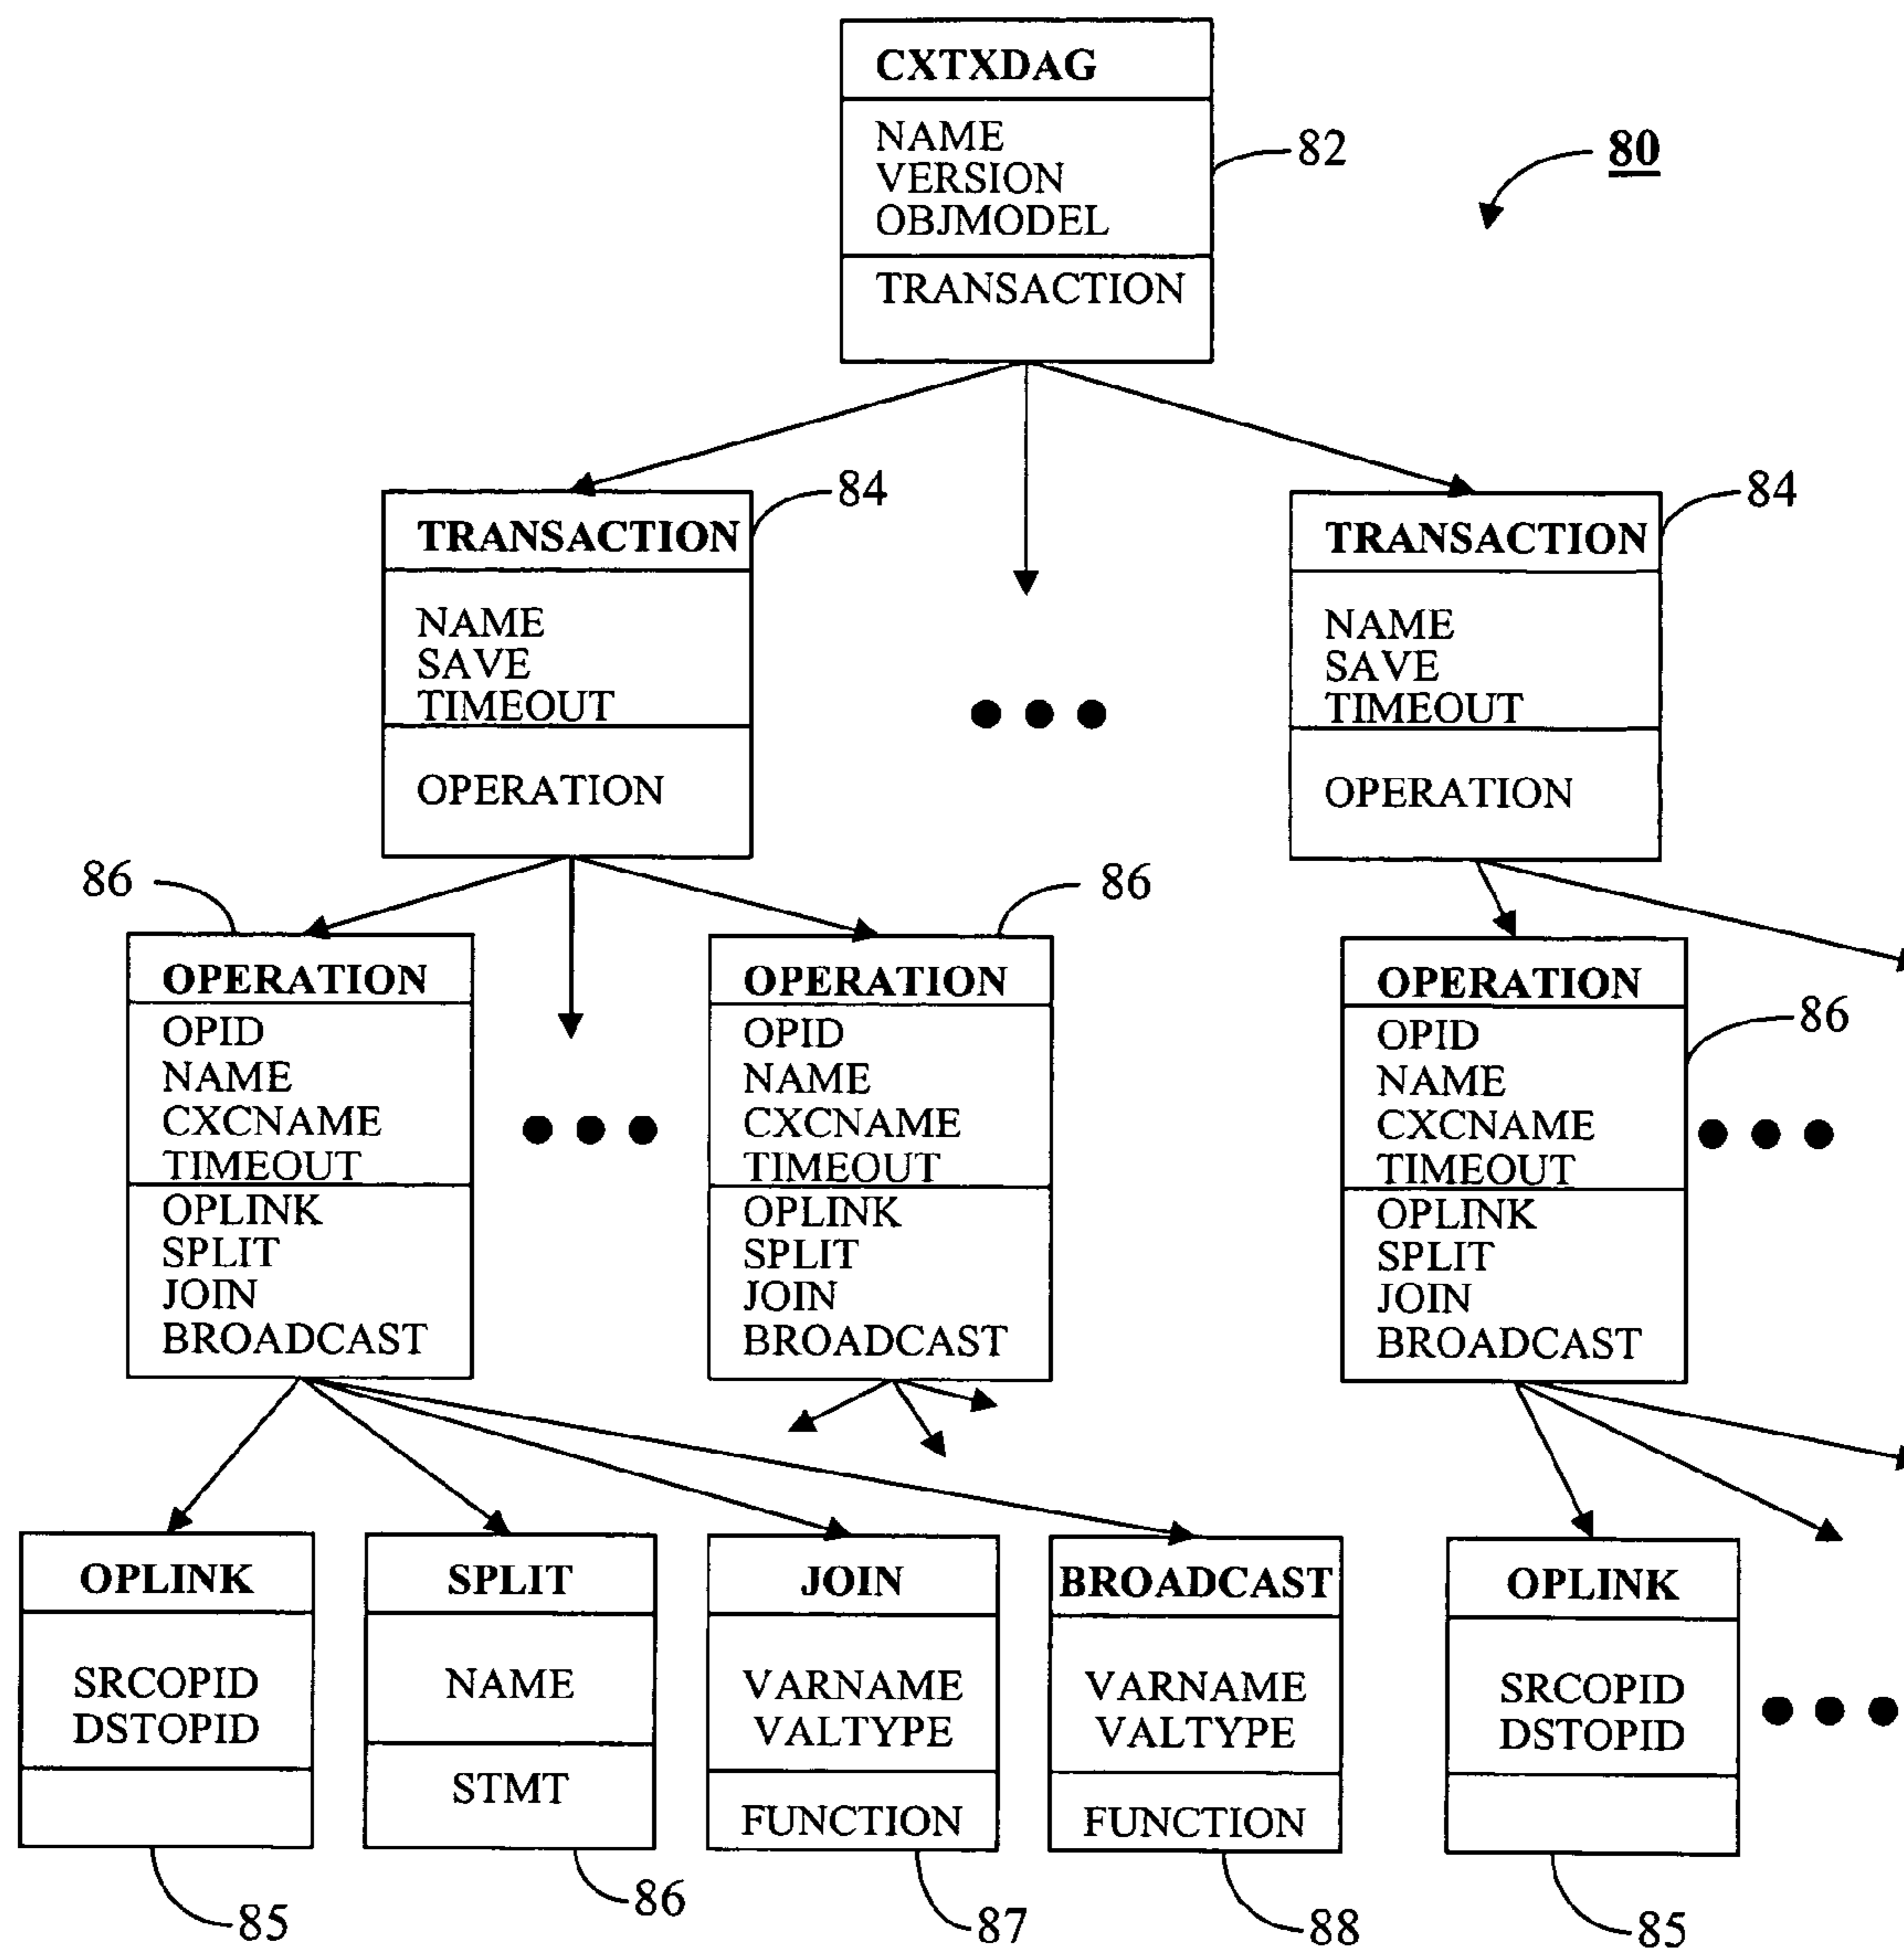 CXTXDAG
NAME
VERSION
OBJMODEL
TRANSACTION
82
80
TRANSACTION
NAME
SAVE
TIMEOUT
OPERATION
84
TRANSACTION
NAME
SAVE
TIMEOUT
OPERATION
84
86
OPERATION
OPID
NAME
CXCNAME
TIMEOUT
OPLINK
SPLIT
JOIN
BROADCAST
86
OPERATION
OPID
NAME
CXCNAME
TIMEOUT
OPLINK
SPLIT
JOIN
BROADCAST
OPERATION
OPID
NAME
CXCNAME
TIMEOUT
OPLINK
SPLIT
JOIN
BROADCAST
86
OPLINK
SRCOPID
DSTOPID
85
SPLIT
NAME
STMT
86
JOIN
VARNAME
VALTYPE
FUNCTION
87
BROADCAST
VARNAME
VALTYPE
FUNCTION
88
OPLINK
SRCOPID
DSTOPID
85